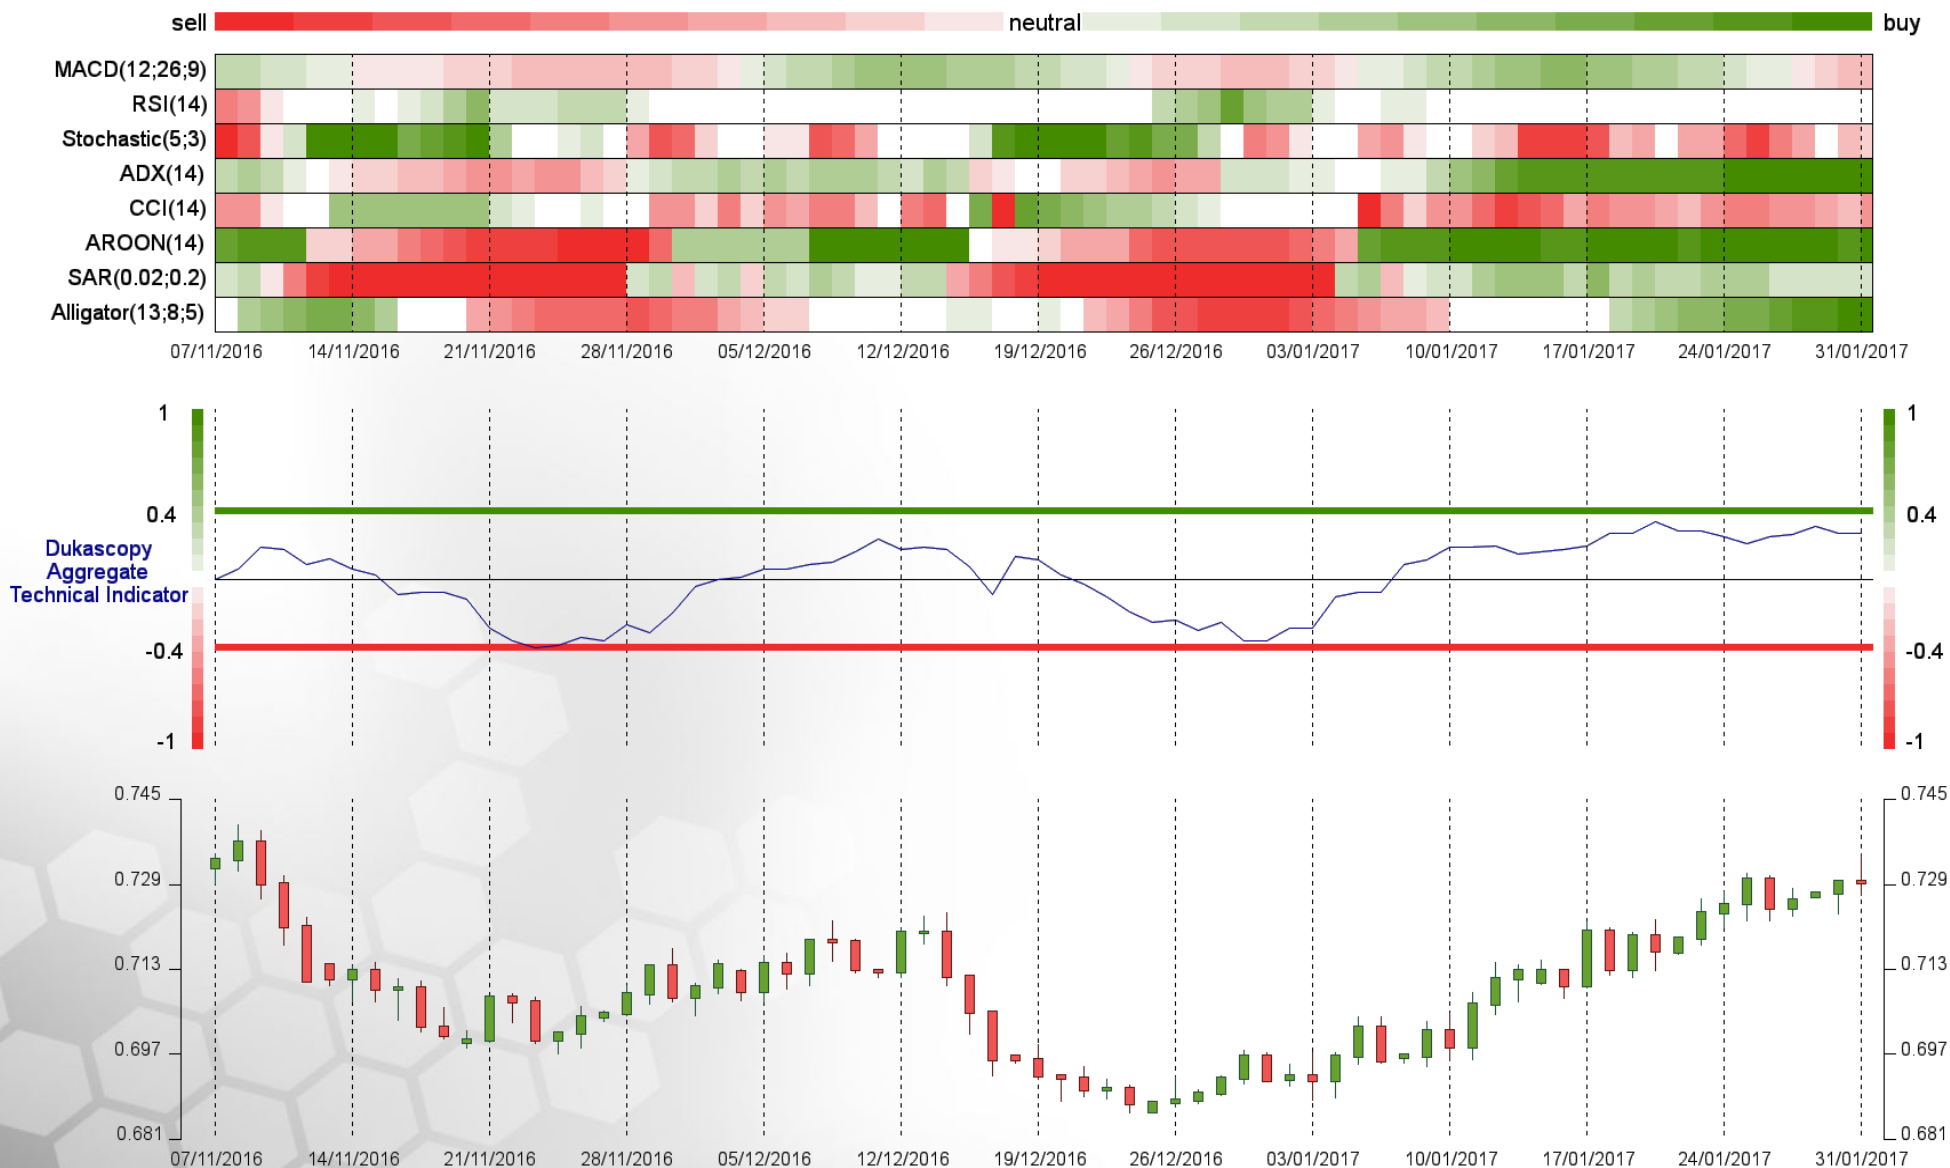 sell neutral buy
MACD(12;26;9)
RSI(14)
Stochastic(5;3)
ADX(14)
CCI(14)
AROON(14)
SAR(0.02;0.2)
Alligator(13;8;5)
07/11/2016 14/11/2016 21/11/2016 28/11/2016 05/12/2016 12/12/2016 19/12/2016 26/12/2016 03/01/2017 10/01/2017 17/01/2017 24/01/2017 31/01/2017
1 1
0.4 0.4
Dukascopy
Aggregate
Technical Indicator
-0.4 -0.4
-1 -1
0.745 0.745
0.729 0.729
0.713 0.713
0.697 0.697
0.681 0.681
07/11/2016 14/11/2016 21/11/2016 28/11/2016 05/12/2016 12/12/2016 19/12/2016 26/12/2016 03/01/2017 10/01/2017 17/01/2017 24/01/2017 31/01/2017